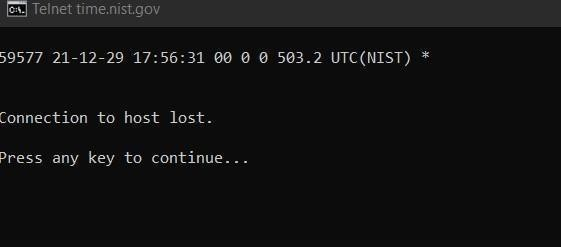 Telnet time.nist.gov
59577 21-12-29 17:56:31 00 0 0 503.2 UTC(NIST) *
Connection to host lost.
Press any key to continue...